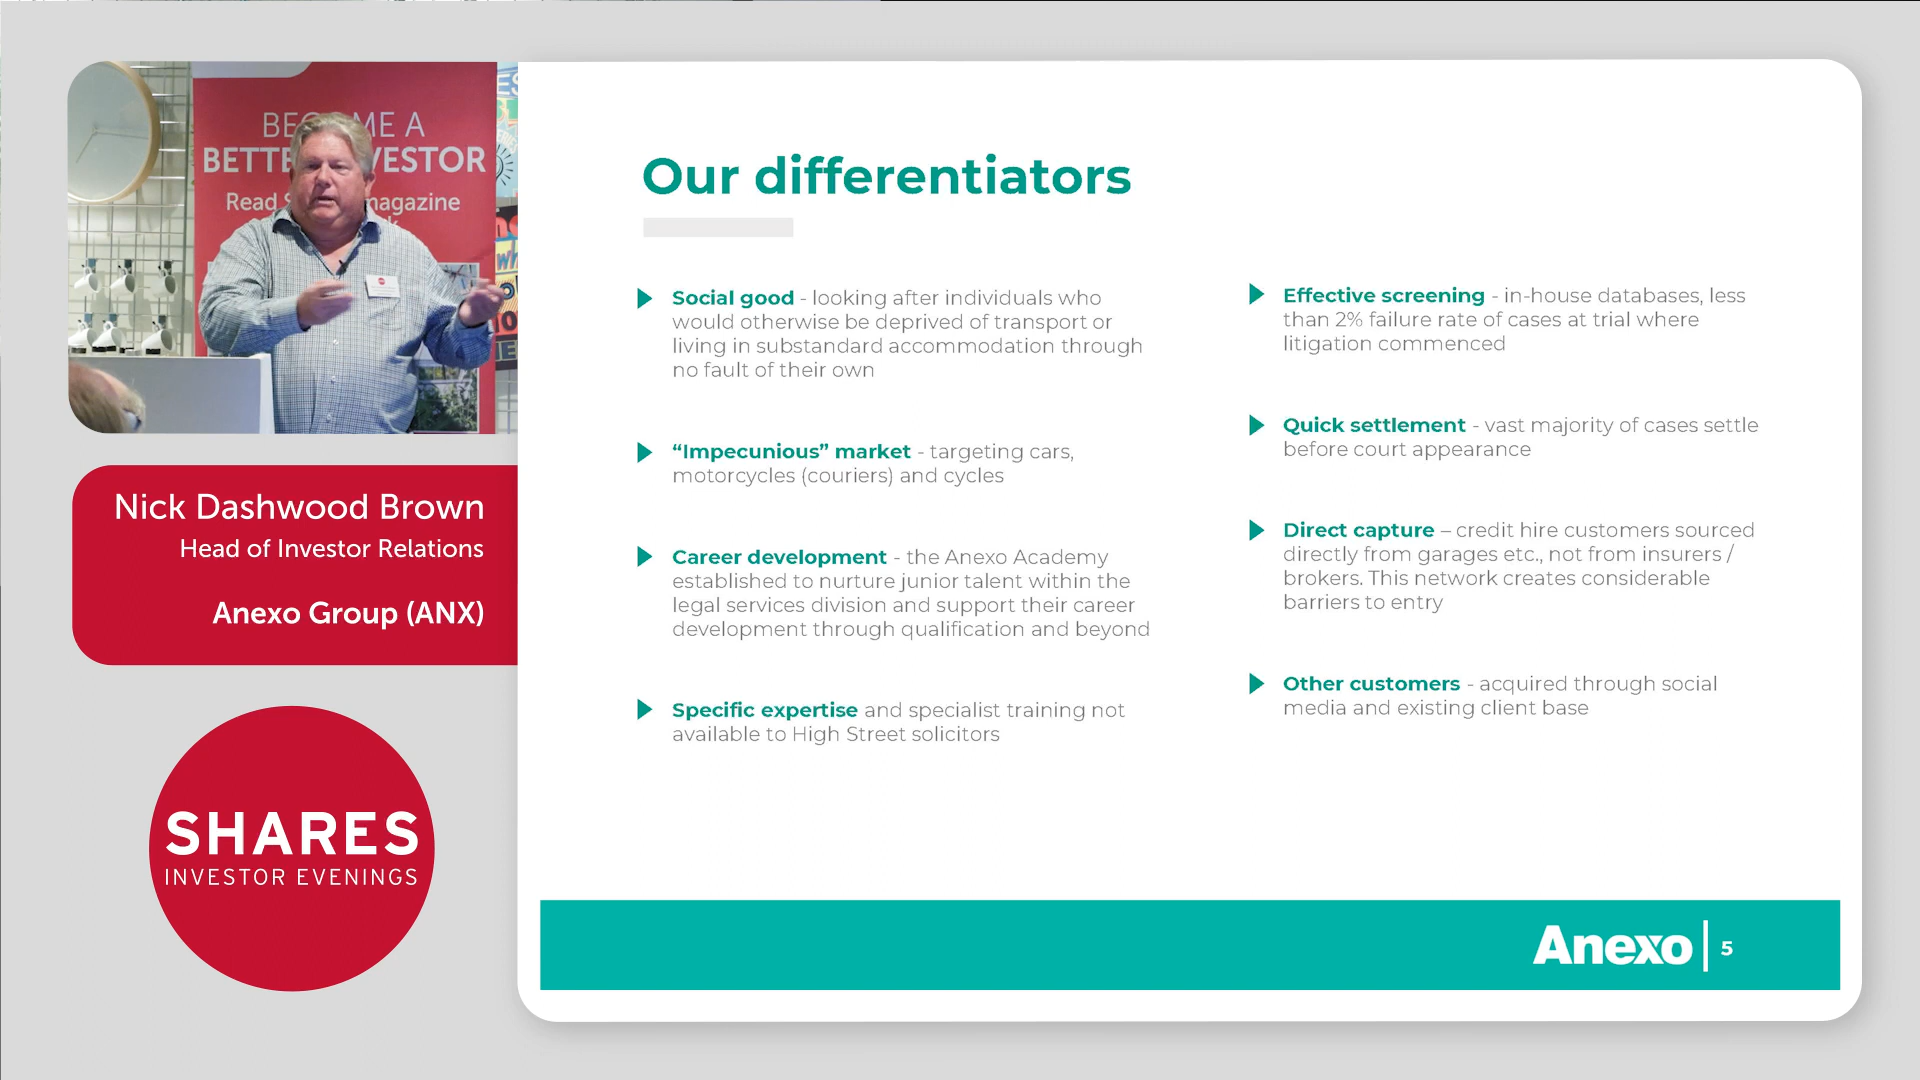 BECOME A
BETTER INVESTOR
Read S magazine
Nick Dashwood Brown
Head of Investor Relations
Anexo Group (ANX)
SHARES
INVESTOR EVENINGS
Our differentiators
Social good - looking after individuals who
would otherwise be deprived of transport or
living in substandard accommodation through
no fault of their own
“Impecunious” market - targeting cars,
motorcycles (couriers) and cycles
Career development - the Anexo Academy
established to nurture junior talent within the
legal services division and support their career
development through qualification and beyond
Specific expertise and specialist training not
available to High Street solicitors
Effective screening - in-house databases, less
than 2% failure rate of cases at trial where
litigation commenced
Quick settlement - vast majority of cases settle
before court appearance
Direct capture – credit hire customers sourced
directly from garages etc., not from insurers /
brokers. This network creates considerable
barriers to entry
Other customers - acquired through social
media and existing client base
Anexo 5